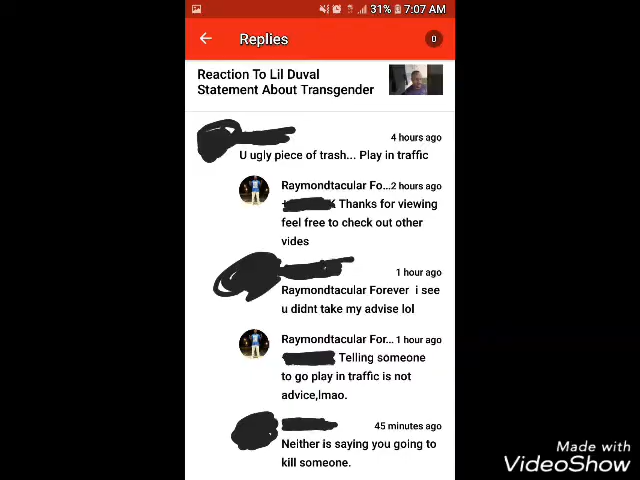 31% 7:07 AM
Replies
0
Reaction To Lil Duval
Statement About Transgender
4 hours ago
U ugly piece of trash... Play in traffic
Raymondtacular Fo... 2 hours ago
Thanks for viewing
feel free to check out other
vides
1 hour ago
Raymondtacular Forever i see
u didnt take my advise lol
Raymondtacular For... 1 hour ago
Telling someone
to go play in traffic is not
advice,lmao.
45 minutes ago
Neither is saying you going to
kill someone.
Made with
VideoShow